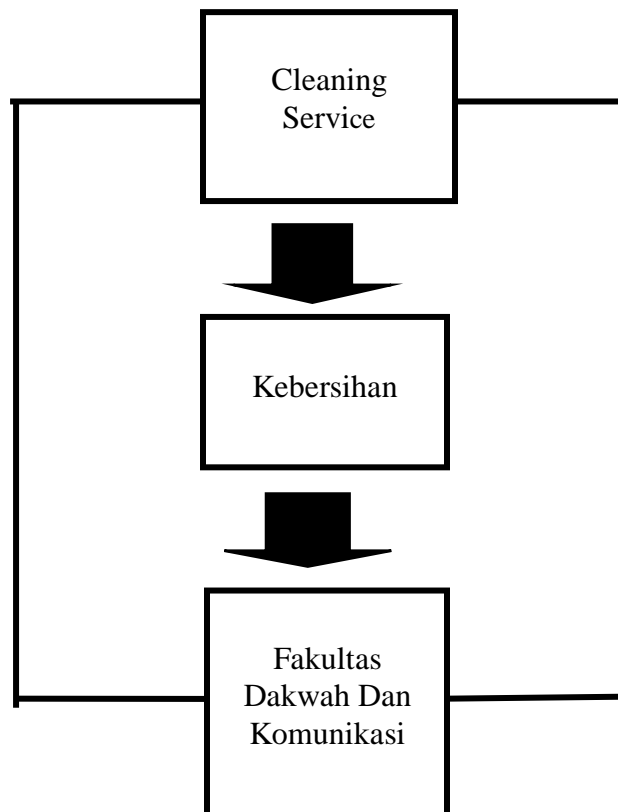 Cleaning
Service
Kebersihan
Fakultas
Dakwah Dan
Komunikasi